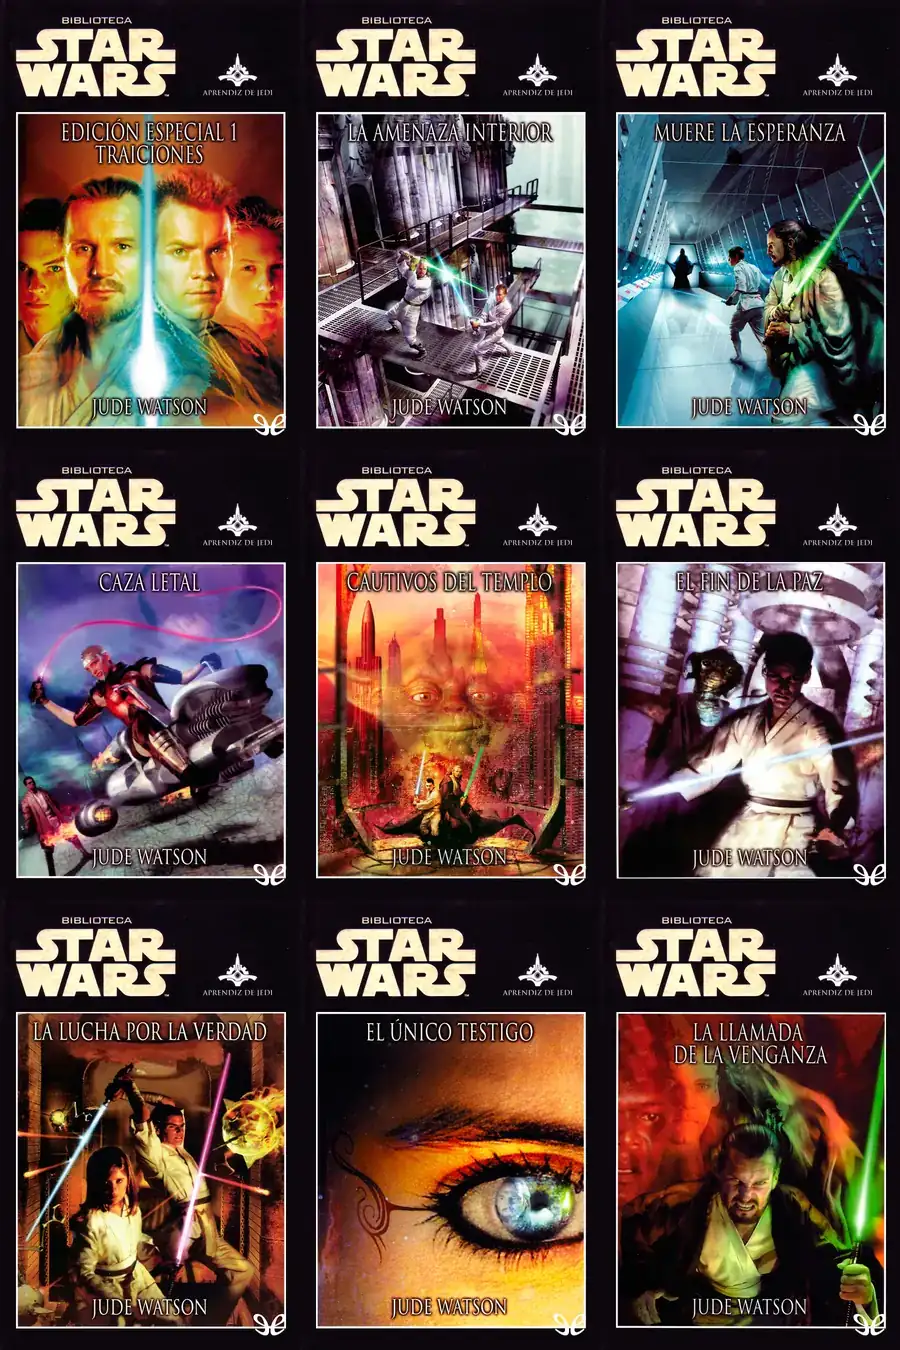 BIBLIOTECA
STAR
WARS
APRENDIZ DE JEDI
EDICIÓN ESPECIAL 1
TRAICIONES
JUDE WATSON
BIBLIOTECA
STAR
WARS
APRENDIZ DE JEDI
LA AMENAZA INTERIOR
JUDE WATSON
BIBLIOTECA
STAR
WARS
APRENDIZ DE JEDI
MUERE LA ESPERANZA
JUDE WATSON
BIBLIOTECA
STAR
WARS
APRENDIZ DE JEDI
CAZA LETAL
JUDE WATSON
BIBLIOTECA
STAR
WARS
APRENDIZ DE JEDI
CAUTIVOS DEL TEMPLO
JUDE WATSON
BIBLIOTECA
STAR
WARS
APRENDIZ DE JEDI
EL FIN DE LA PAZ
JUDE WATSON
BIBLIOTECA
STAR
WARS
APRENDIZ DE JEDI
LA LUCHA POR LA VERDAD
JUDE WATSON
BIBLIOTECA
STAR
WARS
APRENDIZ DE JEDI
EL ÚNICO TESTIGO
JUDE WATSON
BIBLIOTECA
STAR
WARS
APRENDIZ DE JEDI
LA LLAMADA
DE LA VENGANZA
JUDE WATSON